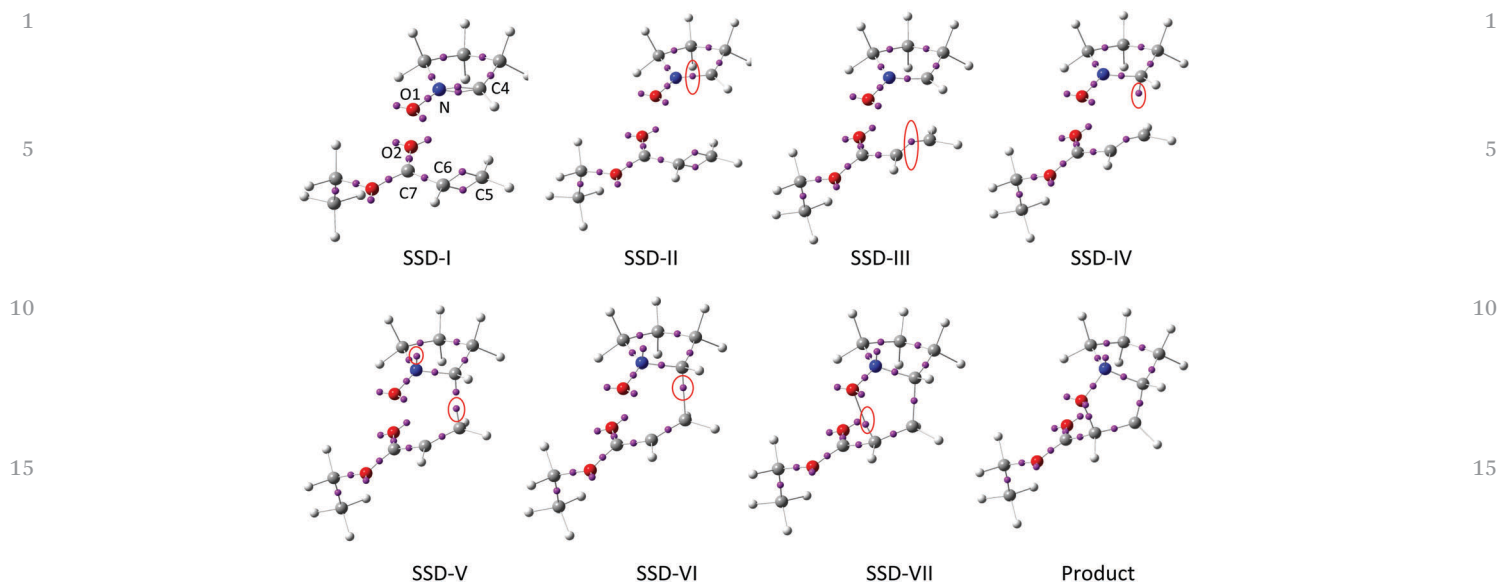 1 1
O1 C4
N
5 5
O2
C6
C7 C5
SSD-I SSD-II SSD-III SSD-IV
10 10
15 15
SSD-V SSD-VI SSD-VII Product